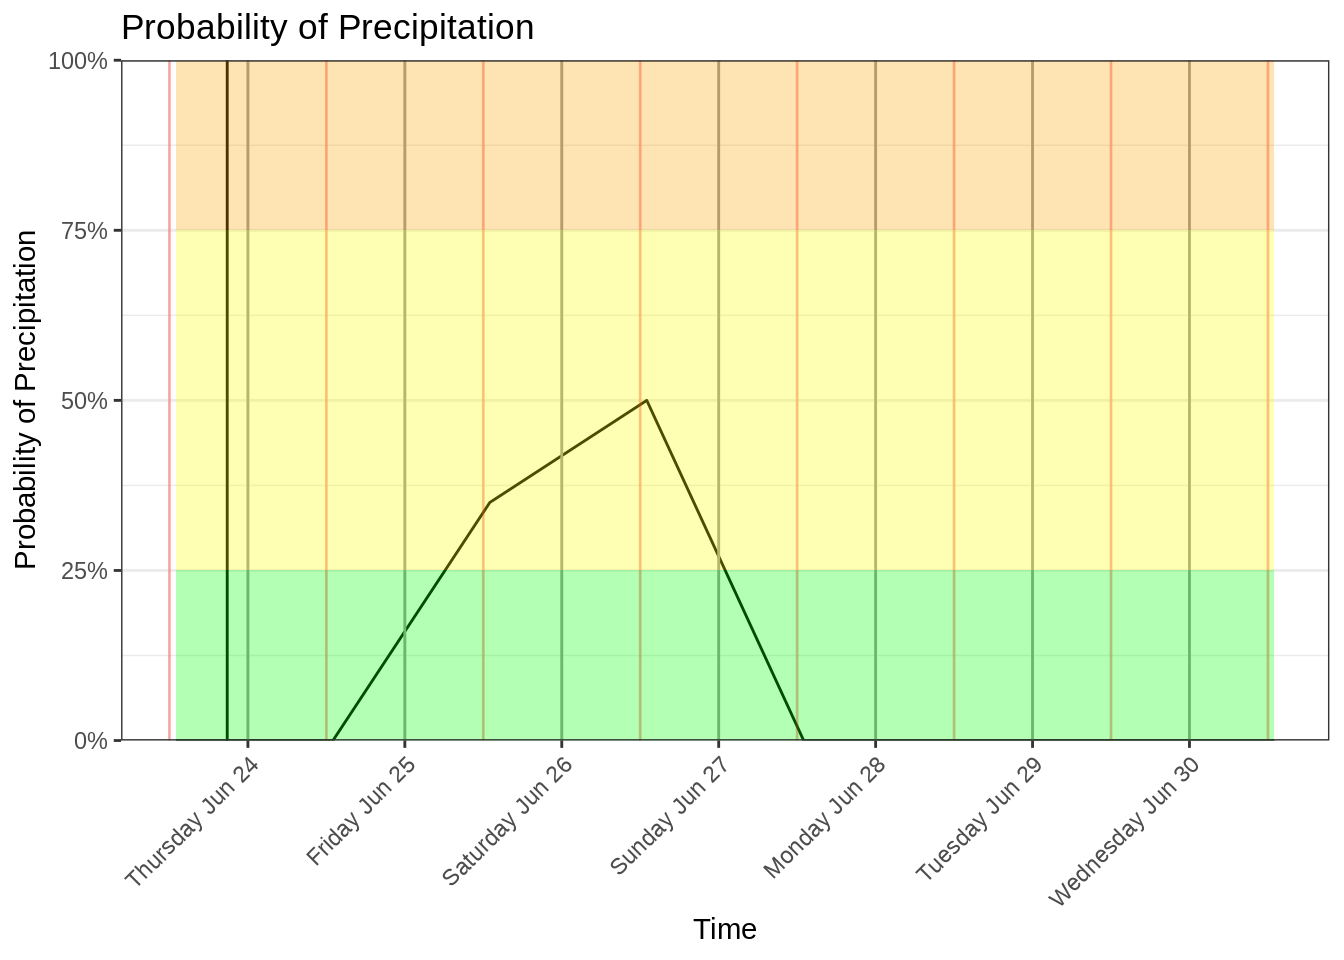 Probability of Precipitation
Probability of Precipitation
100%
75%
50%
25%
0%
Thursday Jun 24
Friday Jun 25
Saturday Jun 26
Sunday Jun 27
Monday Jun 28
Tuesday Jun 29
Wednesday Jun 30
Time